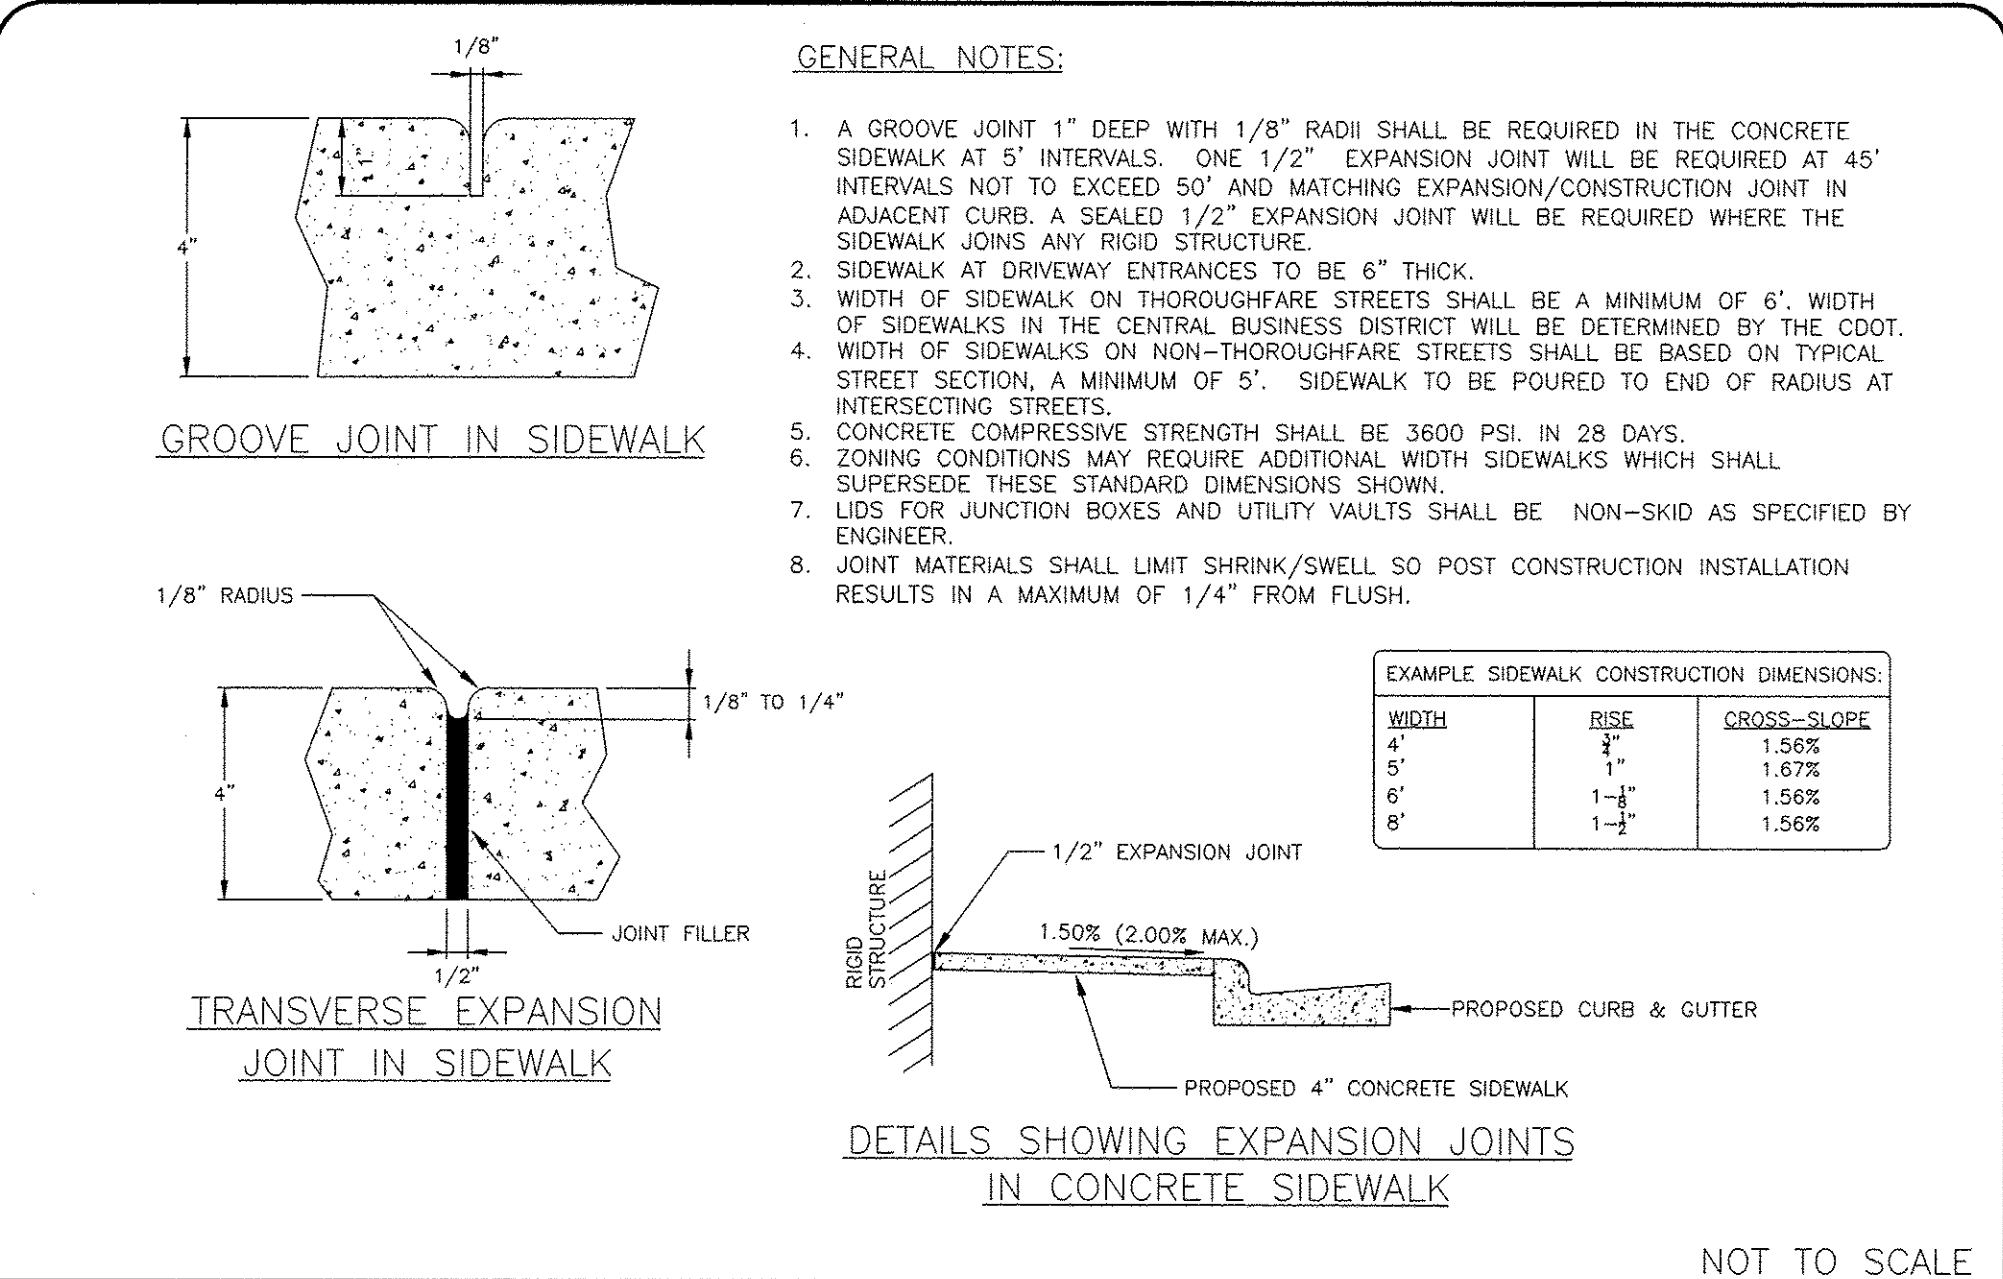 1/8"
1"
4"
GROOVE JOINT IN SIDEWALK
GENERAL NOTES:
1. A GROOVE JOINT 1" DEEP WITH 1/8" RADII SHALL BE REQUIRED IN THE CONCRETE
SIDEWALK AT 5' INTERVALS. ONE 1/2" EXPANSION JOINT WILL BE REQUIRED AT 45'
INTERVALS NOT TO EXCEED 50' AND MATCHING EXPANSION/CONSTRUCTION JOINT IN
ADJACENT CURB. A SEALED 1/2" EXPANSION JOINT WILL BE REQUIRED WHERE THE
SIDEWALK JOINS ANY RIGID STRUCTURE.
2. SIDEWALK AT DRIVEWAY ENTRANCES TO BE 6" THICK.
3. WIDTH OF SIDEWALK ON THOROUGHFARE STREETS SHALL BE A MINIMUM OF 6'. WIDTH
OF SIDEWALKS IN THE CENTRAL BUSINESS DISTRICT WILL BE DETERMINED BY THE CDOT.
4. WIDTH OF SIDEWALKS ON NON-THOROUGHFARE STREETS SHALL BE BASED ON TYPICAL
STREET SECTION, A MINIMUM OF 5'. SIDEWALK TO BE POURED TO END OF RADIUS AT
INTERSECTING STREETS.
5. CONCRETE COMPRESSIVE STRENGTH SHALL BE 3600 PSI. IN 28 DAYS.
6. ZONING CONDITIONS MAY REQUIRE ADDITIONAL WIDTH SIDEWALKS WHICH SHALL
SUPERSEDE THESE STANDARD DIMENSIONS SHOWN.
7. LIDS FOR JUNCTION BOXES AND UTILITY VAULTS SHALL BE NON-SKID AS SPECIFIED BY
ENGINEER.
8. JOINT MATERIALS SHALL LIMIT SHRINK/SWELL SO POST CONSTRUCTION INSTALLATION
RESULTS IN A MAXIMUM OF 1/4" FROM FLUSH.
1/8" RADIUS
1/8" TO 1/4"
4"
JOINT FILLER
1/2"
TRANSVERSE EXPANSION
JOINT IN SIDEWALK
EXAMPLE SIDEWALK CONSTRUCTION DIMENSIONS:
WIDTH RISE CROSS-SLOPE
4' 3/4" 1.56%
5' 1" 1.67%
6' 1-1/8" 1.56%
8' 1-1/2" 1.56%
1/2" EXPANSION JOINT
RIGID
STRUCTURE
1.50% (2.00% MAX.)
PROPOSED CURB & GUTTER
PROPOSED 4" CONCRETE SIDEWALK
DETAILS SHOWING EXPANSION JOINTS
IN CONCRETE SIDEWALK
NOT TO SCALE